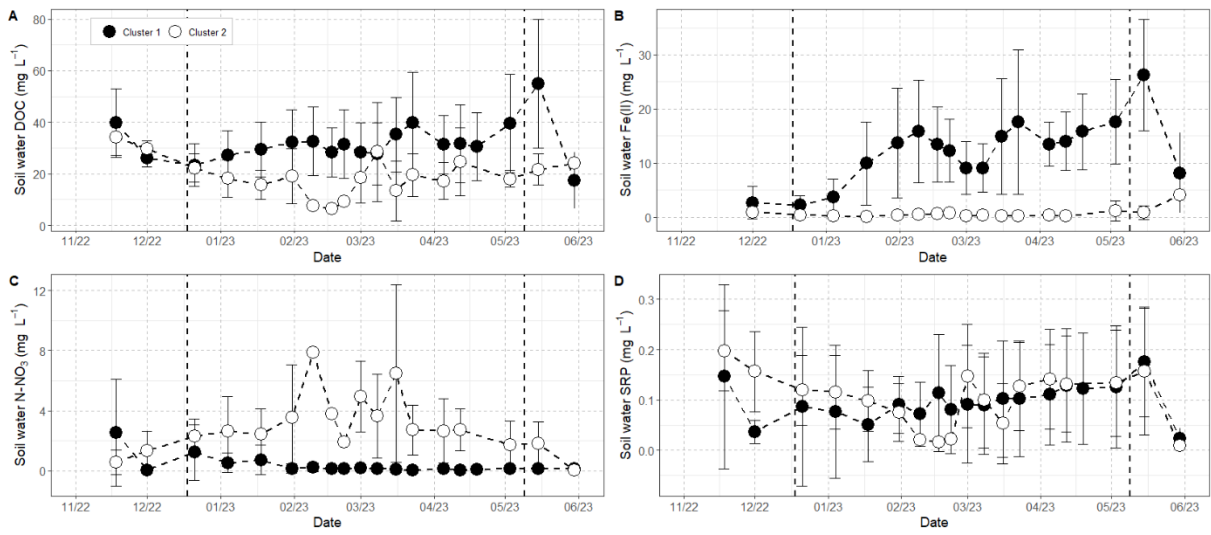 A
Soil water DOC (mg L⁻¹)
80
60
40
20
0
Cluster 1
Cluster 2
11/22 12/22 01/23 02/23 03/23 04/23 05/23 06/23
Date
B
Soil water Fe(II) (mg L⁻¹)
30
20
10
0
11/22 12/22 01/23 02/23 03/23 04/23 05/23 06/23
Date
C
Soil water N-NO₃ (mg L⁻¹)
12
8
4
0
11/22 12/22 01/23 02/23 03/23 04/23 05/23 06/23
Date
D
Soil water SRP (mg L⁻¹)
0.3
0.2
0.1
0.0
11/22 12/22 01/23 02/23 03/23 04/23 05/23 06/23
Date